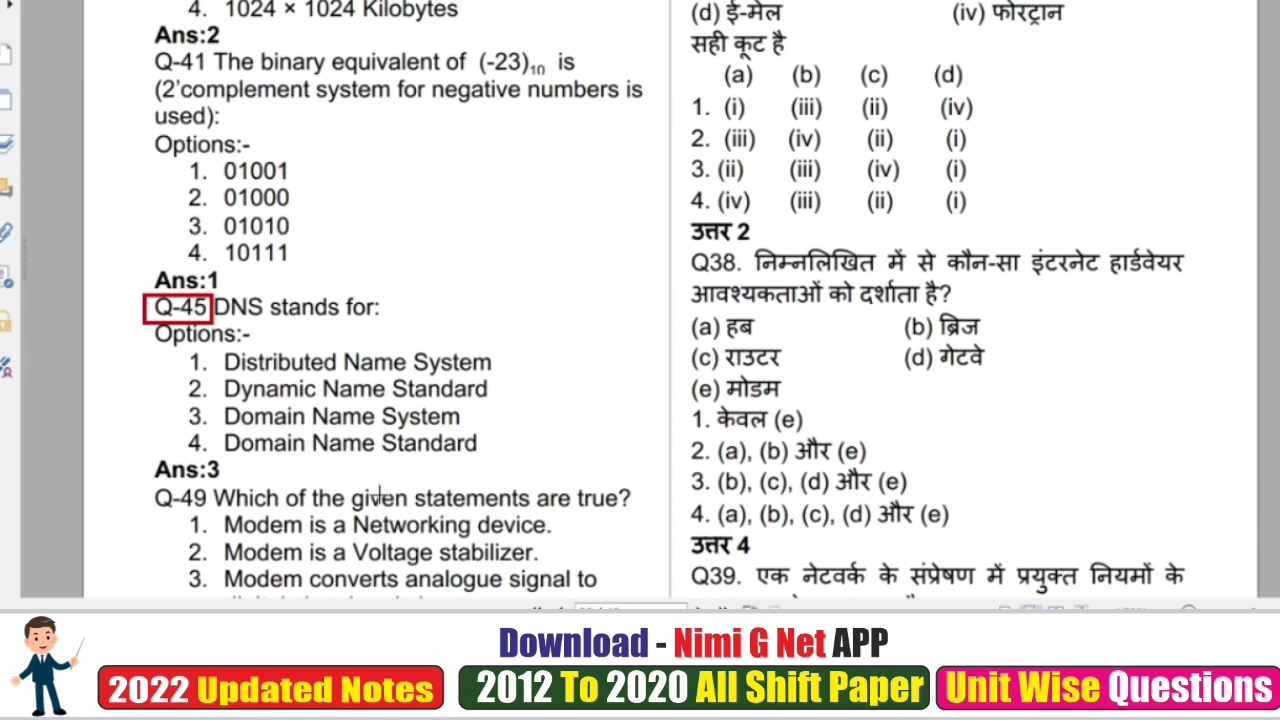 4. 1024 × 1024 Kilobytes
Ans:2
Q-41 The binary equivalent of (-23)₁₀ is
(2'complement system for negative numbers is
used):
Options:-
1. 01001
2. 01000
3. 01010
4. 10111
Ans:1
Q-45 DNS stands for:
Options:-
1. Distributed Name System
2. Dynamic Name Standard
3. Domain Name System
4. Domain Name Standard
Ans:3
Q-49 Which of the given statements are true?
1. Modem is a Networking device.
2. Modem is a Voltage stabilizer.
3. Modem converts analogue signal to
(d) ई-मेल (iv) फोरट्रान
सही कूट है
(a) (b) (c) (d)
1. (i) (iii) (ii) (iv)
2. (iii) (iv) (ii) (i)
3. (ii) (iii) (iv) (i)
4. (iv) (iii) (ii) (i)
उत्तर 2
Q38. निम्नलिखित में से कौन-सा इंटरनेट हार्डवेयर
आवश्यकताओं को दर्शाता है?
(a) हब (b) ब्रिज
(c) राउटर (d) गेटवे
(e) मोडम
1. केवल (e)
2. (a), (b) और (e)
3. (b), (c), (d) और (e)
4. (a), (b), (c), (d) और (e)
उत्तर 4
Q39. एक नेटवर्क के संप्रेषण में प्रयुक्त नियमों के
Download - Nimi G Net APP
2022 Updated Notes
2012 To 2020 All Shift Paper
Unit Wise Questions